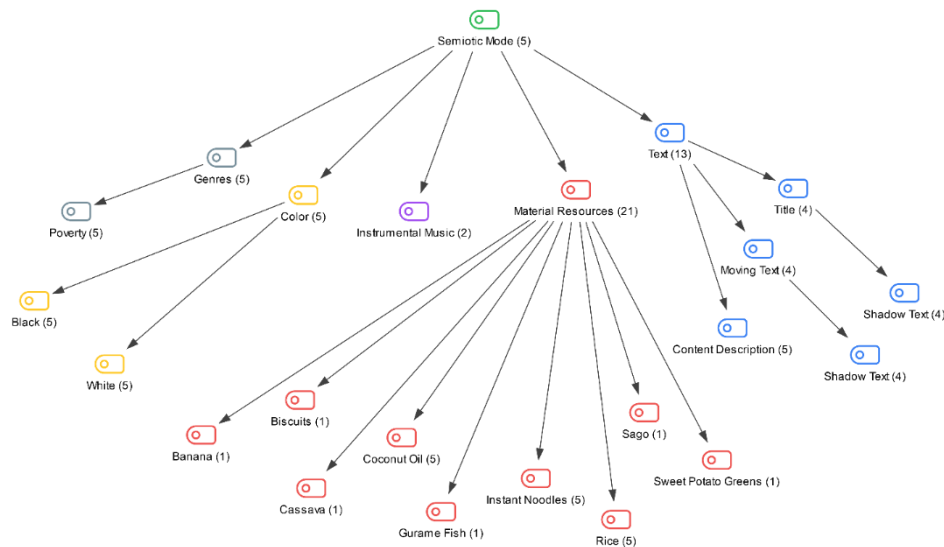 Semiotic Mode (5)
Text (13)
Genres (5)
Title (4)
Color (5)
Material Resources (21)
Poverty (5)
Instrumental Music (2)
Moving Text (4)
Black (5)
Shadow Text (4)
Content Description (5)
Shadow Text (4)
White (5)
Biscuits (1)
Sago (1)
Banana (1)
Coconut Oil (5)
Sweet Potato Greens (1)
Instant Noodles (5)
Cassava (1)
Gurame Fish (1)
Rice (5)